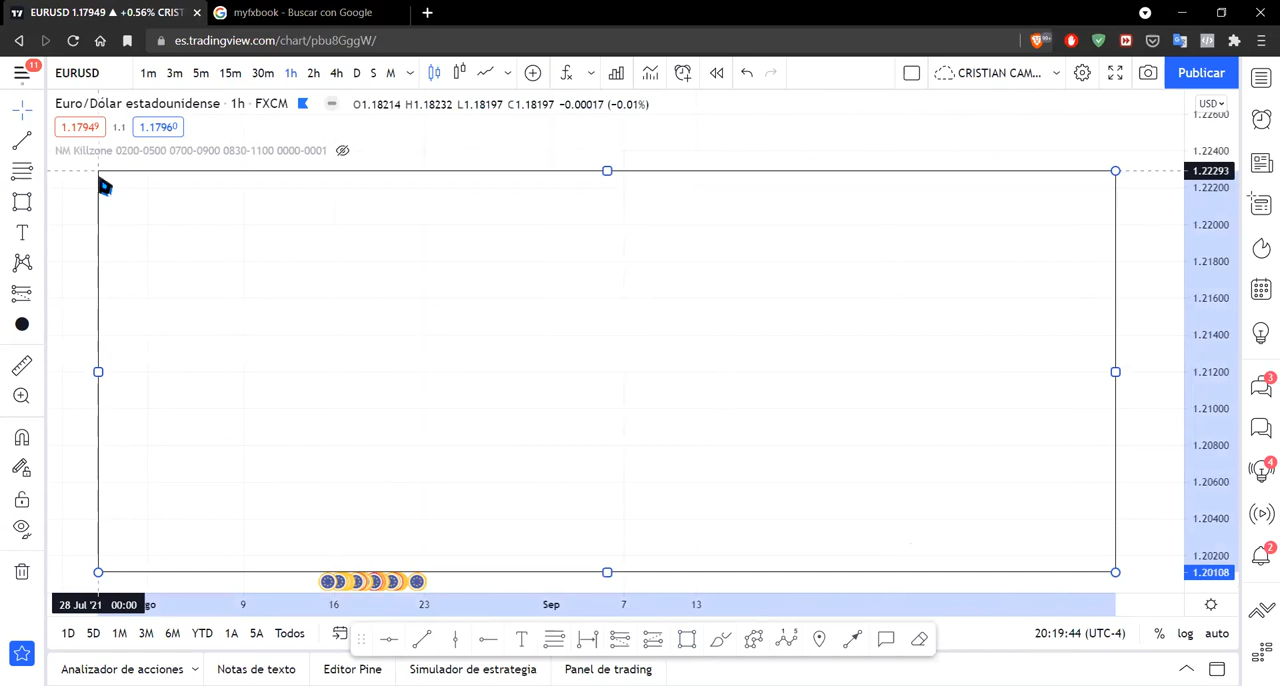 EURUSD 1.17949 ▲ +0.56% CRIST
myfxbook - Buscar con Google
es.tradingview.com/chart/pbu8GggW/
99+
11
EURUSD
1m 3m 5m 15m 30m 1h 2h 4h D S M
CRISTIAN CAM...
Publicar
Euro/Dólar estadounidense · 1h · FXCM
O1.18214 H1.18232 L1.18197 C1.18197 −0.00017 (−0.01%)
USD
1.17949 1.1 1.17960
NM Killzone 0200-0500 0700-0900 0830-1100 0000-0001
1.22600
1.22400
1.22293
1.22200
1.22000
1.21800
1.21600
1.21400
1.21200
1.21000
1.20800
1.20600
1.20400
1.20200
1.20108
3
4
2
28 Jul '21 00:00 go 9 16 23 Sep 7 13
1D 5D 1M 3M 6M YTD 1A 5A Todos
20:19:44 (UTC-4) % log auto
Analizador de acciones Notas de texto Editor Pine Simulador de estrategia Panel de trading